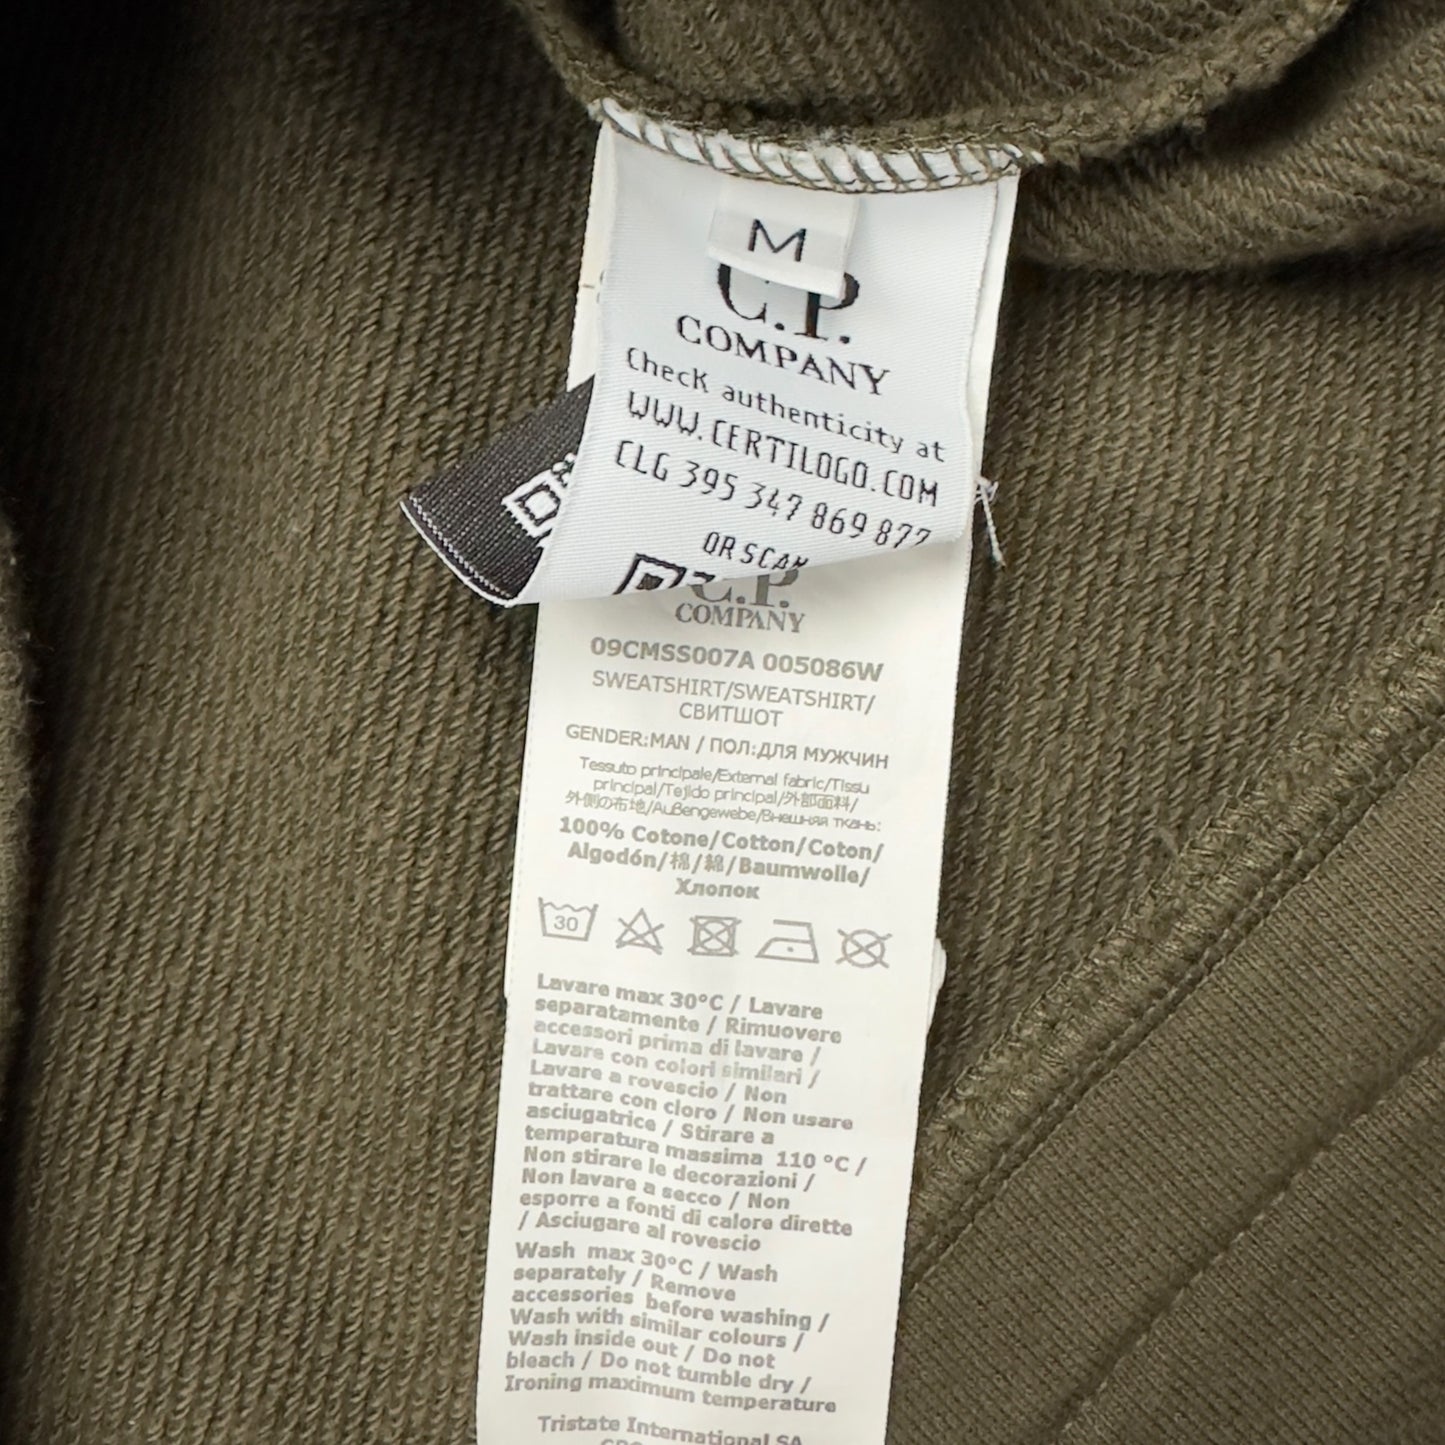 M
C.P.
COMPANY
Check authenticity at
WWW.CERTILOGO.COM
CLG 395 347 869 877
OR SCAN
C.P.
COMPANY
09CMSS007A 005086W
SWEATSHIRT/SWEATSHIRT/
СВИТШОТ
GENDER:MAN / ПОЛ:ДЛЯ МУЖЧИН
Tessuto principale/External fabric/Tissu
principal/Tejido principal/外部面料/
外側の布地/Außengewebe/Внешняя ткань:
100% Cotone/Cotton/Coton/
Algodón/棉/綿/Baumwolle/
Хлопок
30
Lavare max 30°C / Lavare
separatamente / Rimuovere
accessori prima di lavare /
Lavare con colori similari /
Lavare a rovescio / Non
trattare con cloro / Non usare
asciugatrice / Stirare a
temperatura massima 110 °C /
Non stirare le decorazioni /
Non lavare a secco / Non
esporre a fonti di calore dirette
/ Asciugare al rovescio
Wash max 30°C / Wash
separately / Remove
accessories before washing /
Wash with similar colours /
Wash inside out / Do not
bleach / Do not tumble dry /
Ironing maximum temperature
Tristate International SA